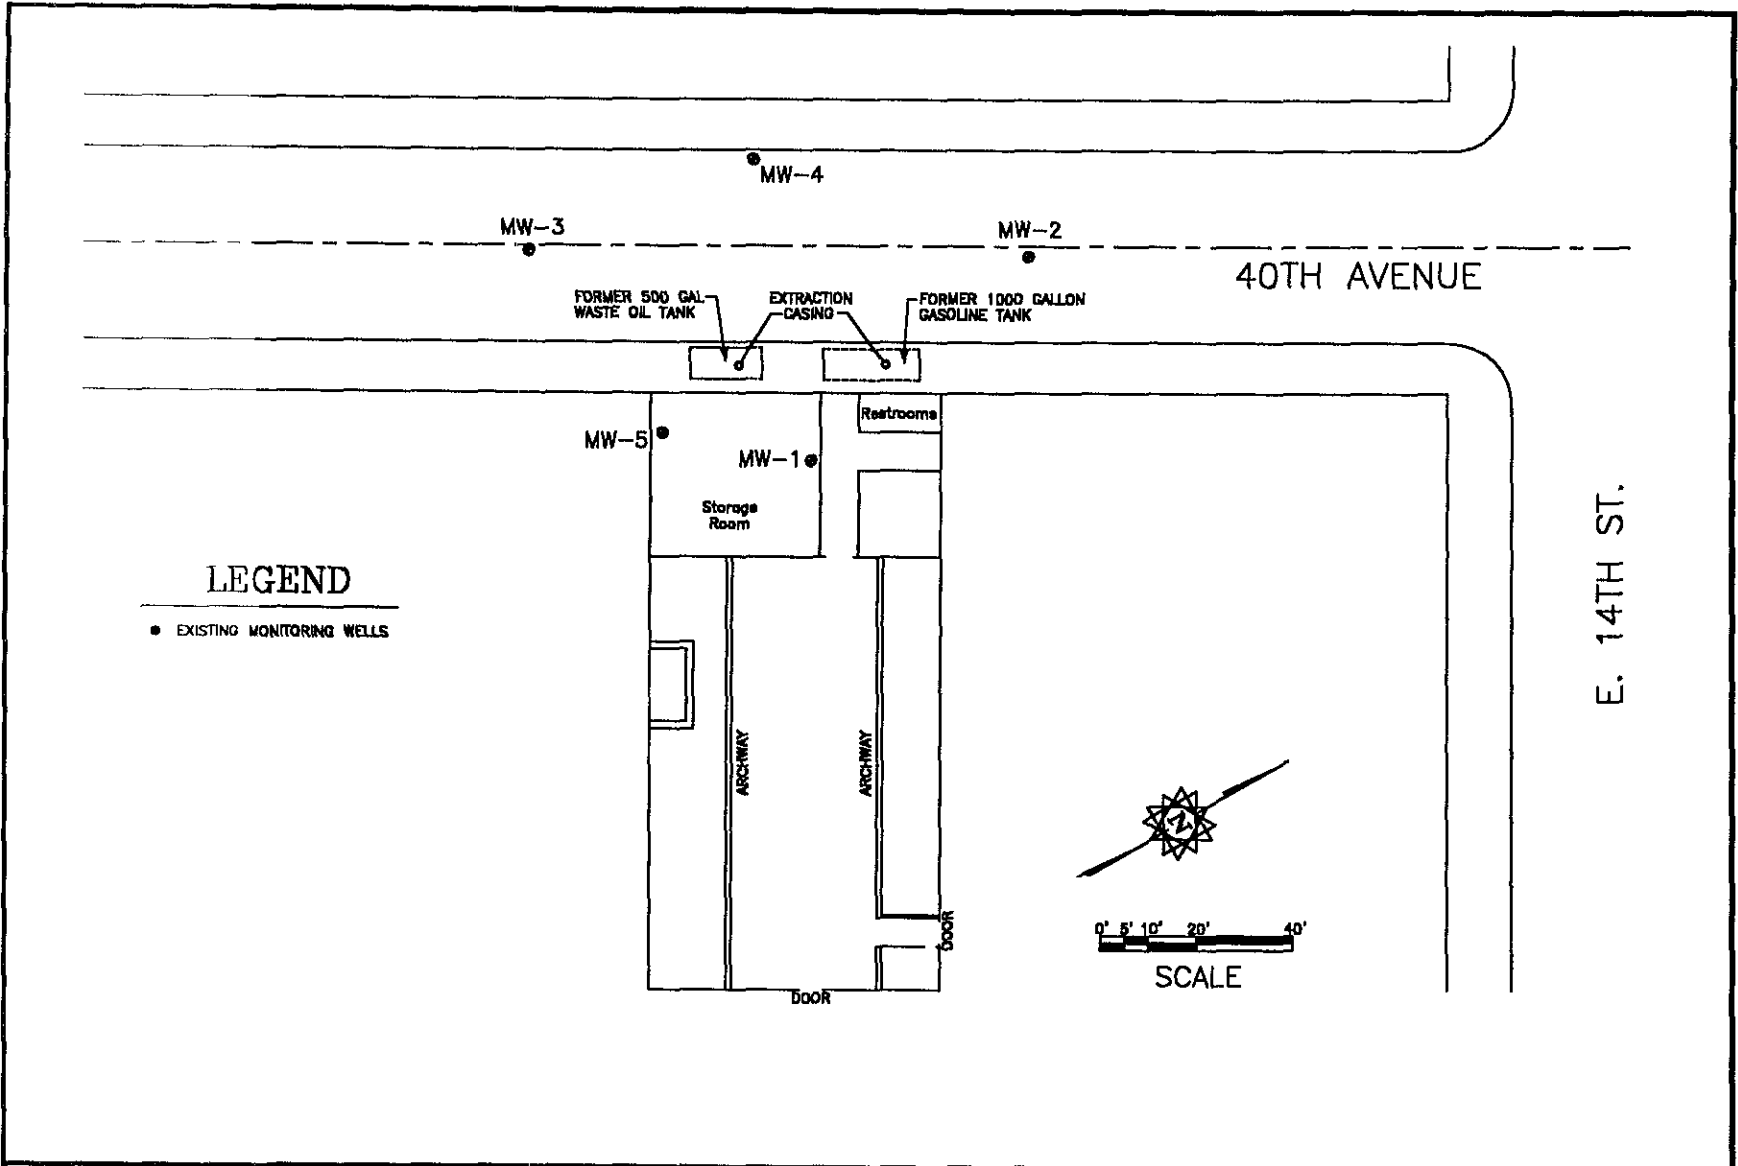 MW-4
MW-3
MW-2
40TH AVENUE
FORMER 500 GAL
WASTE OIL TANK
EXTRACTION
CASING
FORMER 1000 GALLON
GASOLINE TANK
Restrooms
MW-5
MW-1
Storage
Room
E. 14TH ST.
LEGEND
EXISTING MONITORING WELLS
ARCHWAY
ARCHWAY
N
DOOR
0' 5' 10' 20' 40'
SCALE
DOOR